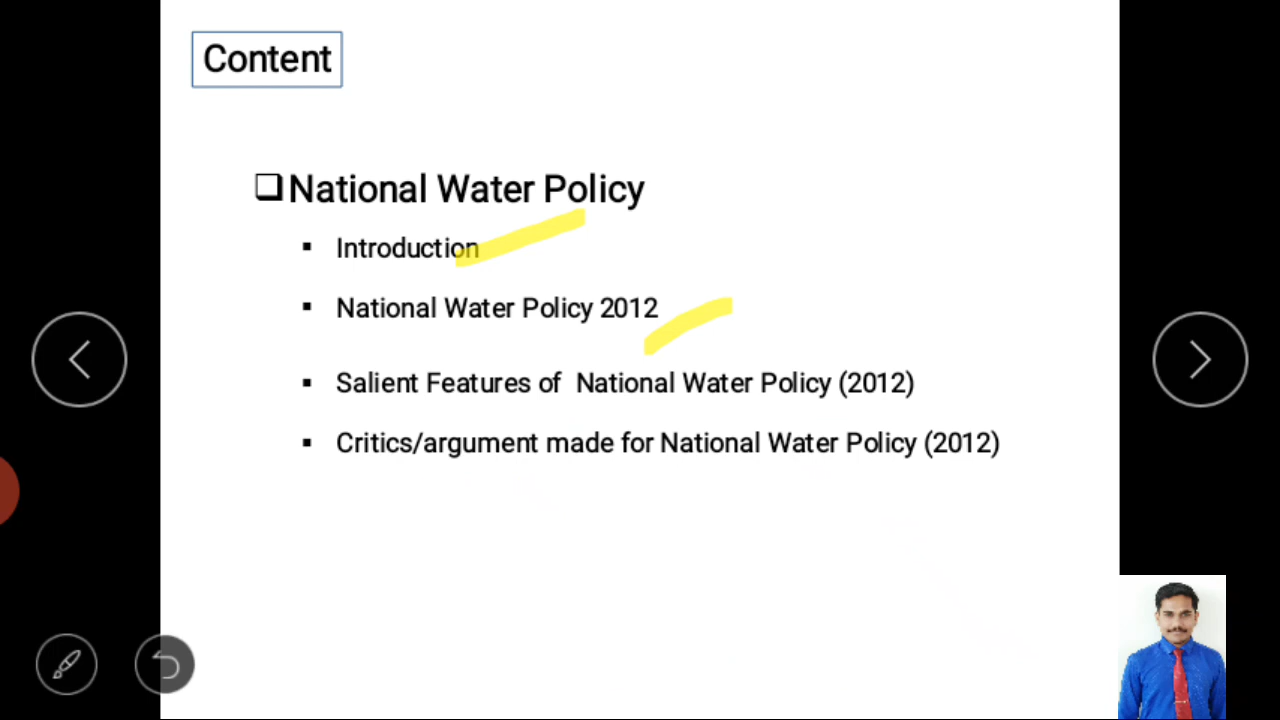 Content
❑National Water Policy
▪ Introduction
▪ National Water Policy 2012
▪ Salient Features of National Water Policy (2012)
▪ Critics/argument made for National Water Policy (2012)